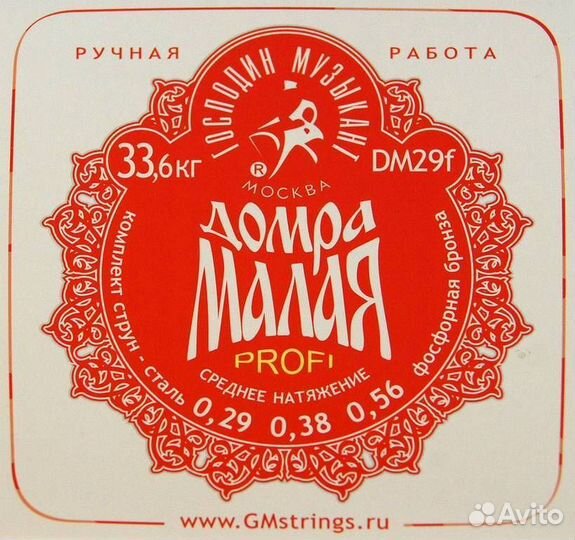 РУЧНАЯ РАБОТА
ГОСПОДИН МУЗЫКАНТ
33,6кг
®
DM29f
МОСКВА
ДОМРА
МАЛАЯ
PROFI
СРЕДНЕЕ НАТЯЖЕНИЕ
комплект струн - сталь 0,29 0,38 0,56 фосфорная бронза
www.GMstrings.ru
Avito